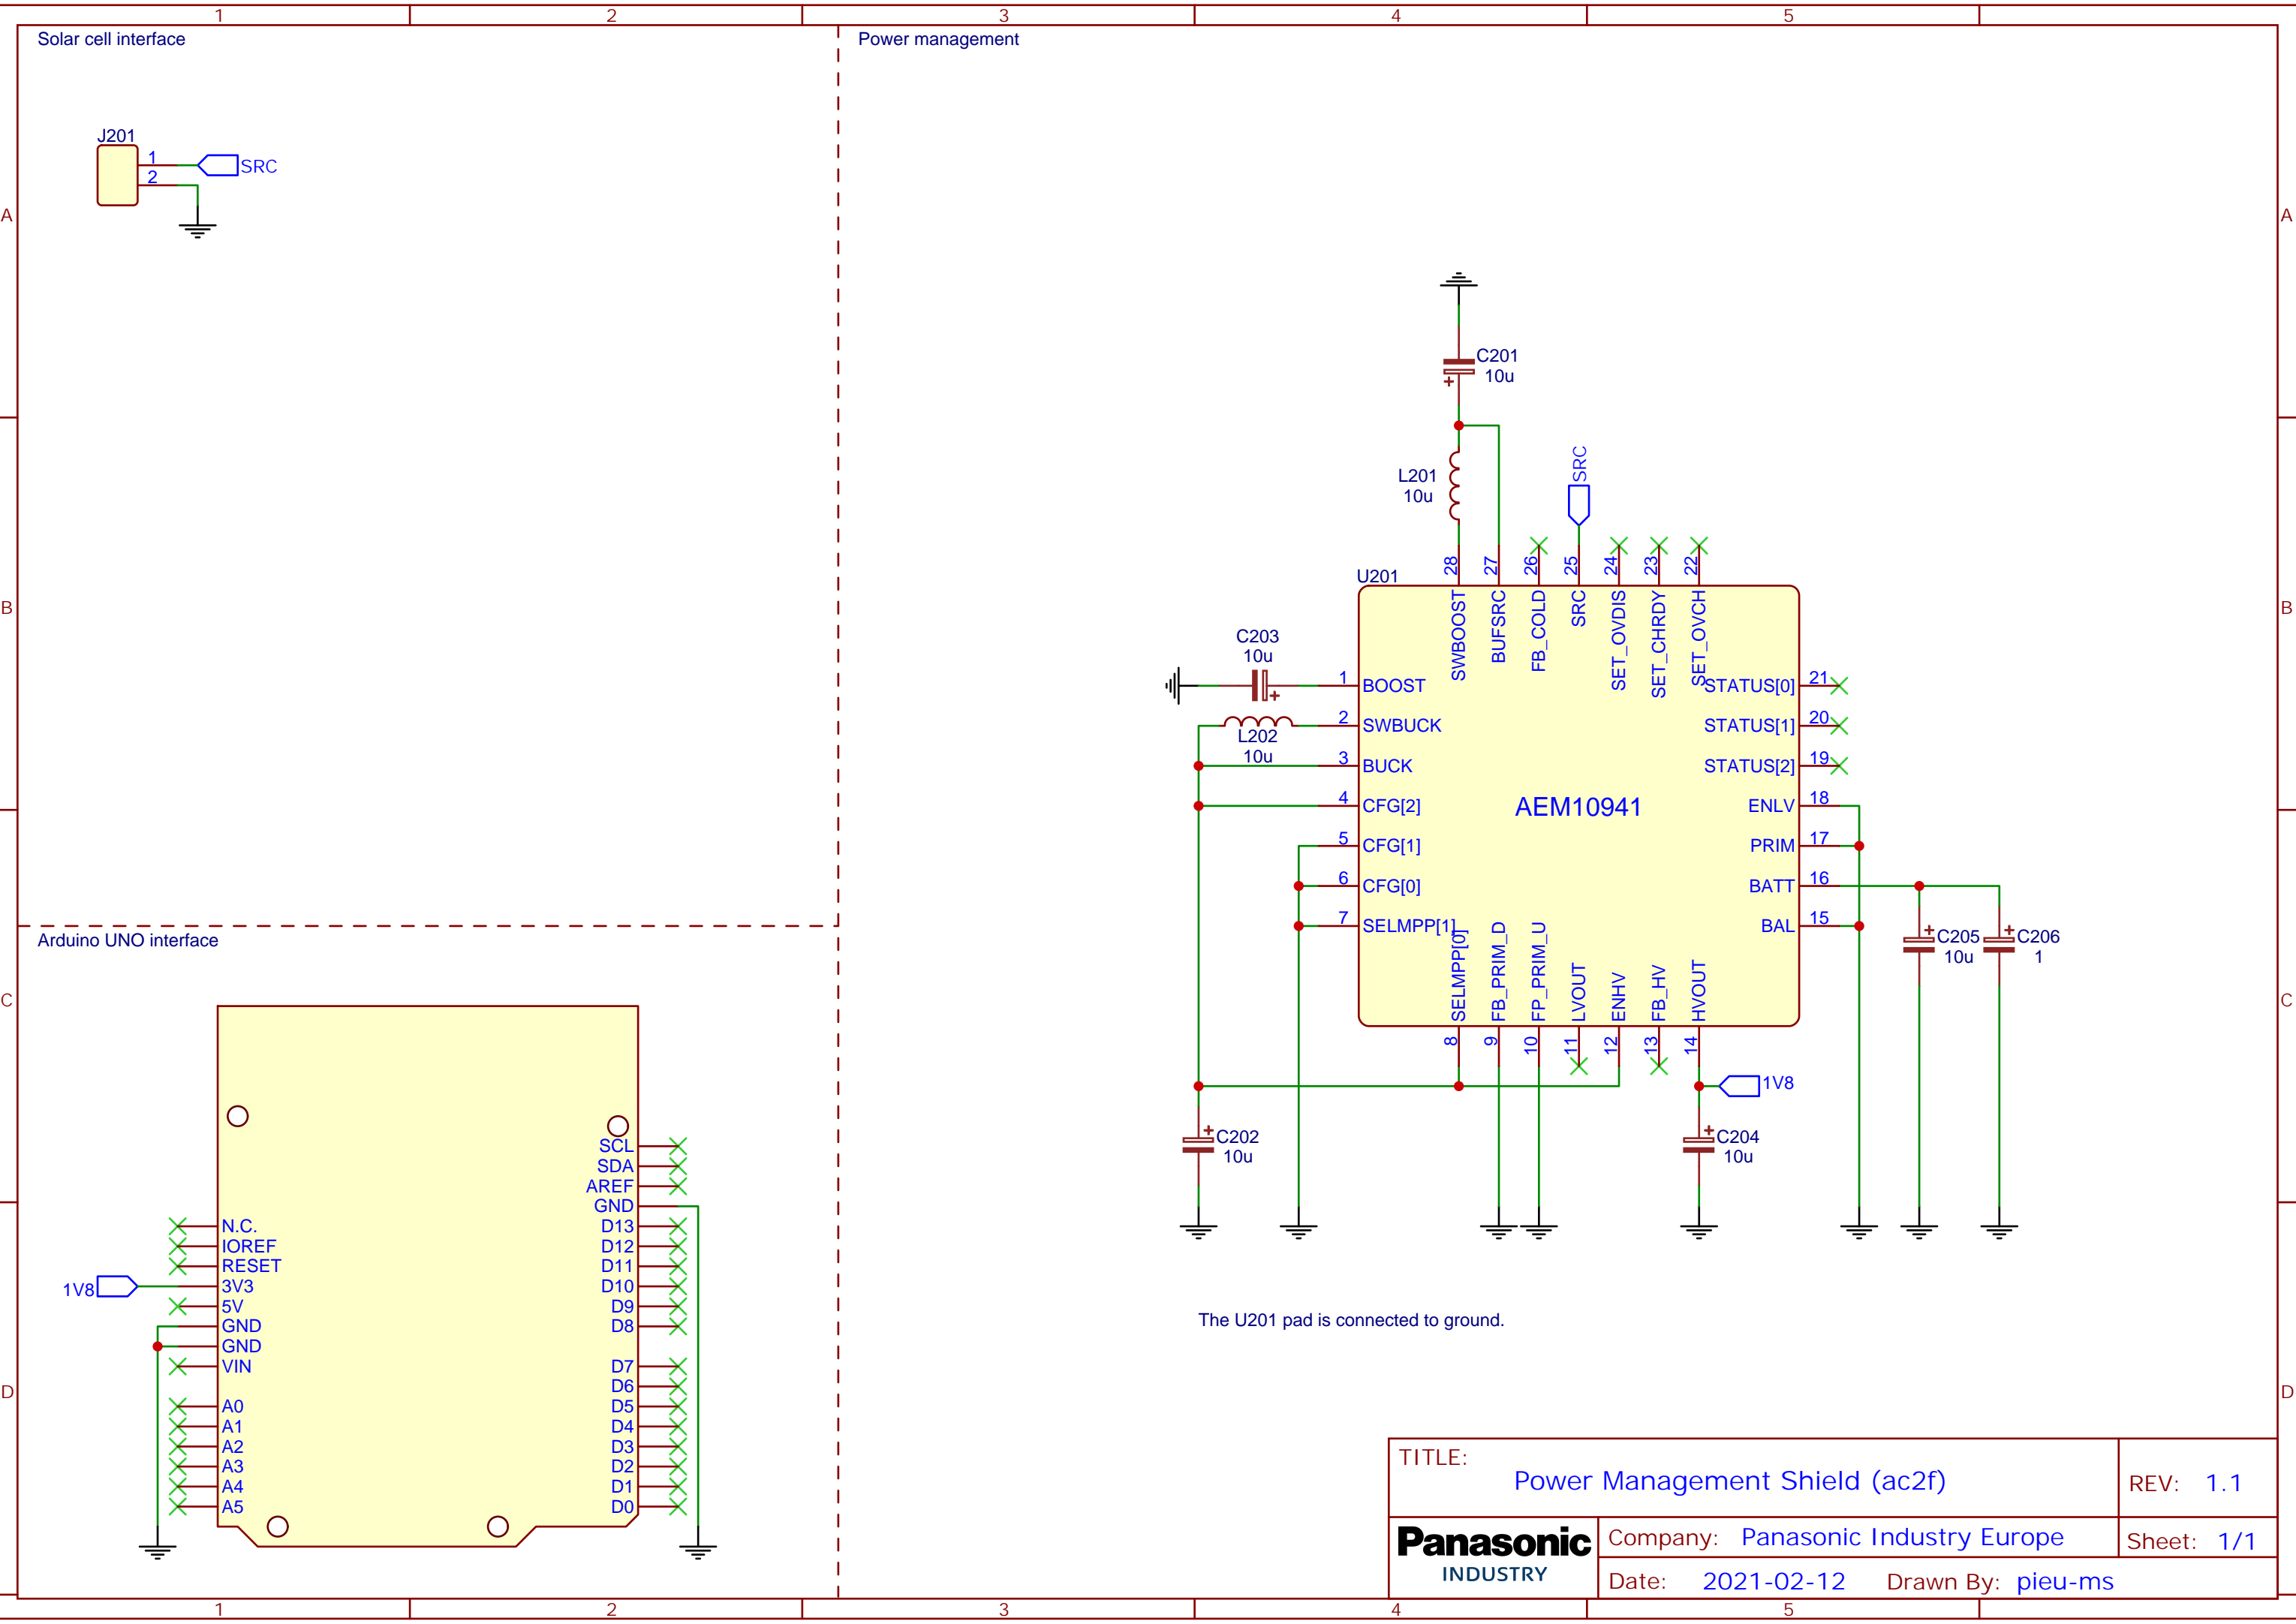 1 2 3 4 5
Solar cell interface
Power management
J201
1
2
SRC
A A
C201
10u
L201
10u
SRC
28 27 26 25 24 23 22
U201
SWBOOST BUFSRC FB_COLD SRC SET_OVDIS SET_CHRDY SET_OVCH
B B
C203
10u
1 BOOST
2 SWBUCK
L202
10u
3 BUCK
4 CFG[2]
5 CFG[1]
6 CFG[0]
7 SELMPP[1]
AEM10941
STATUS[0] 21
STATUS[1] 20
STATUS[2] 19
ENLV 18
PRIM 17
BATT 16
BAL 15
C205
10u
C206
1
SELMPP[0] FB_PRIM_D FP_PRIM_U LVOUT ENHV FB_HV HVOUT
8 9 10 11 12 13 14
1V8
C202
10u
C204
10u
C C
Arduino UNO interface
SCL
SDA
AREF
GND
N.C. D13
IOREF D12
RESET D11
1V8 3V3 D10
5V D9
GND D8
GND
VIN D7
D6
A0 D5
A1 D4
A2 D3
A3 D2
A4 D1
A5 D0
D D
The U201 pad is connected to ground.
TITLE:
Power Management Shield (ac2f)
REV: 1.1
Panasonic
INDUSTRY
Company: Panasonic Industry Europe
Sheet: 1/1
Date: 2021-02-12 Drawn By: pieu-ms
1 2 3 4 5